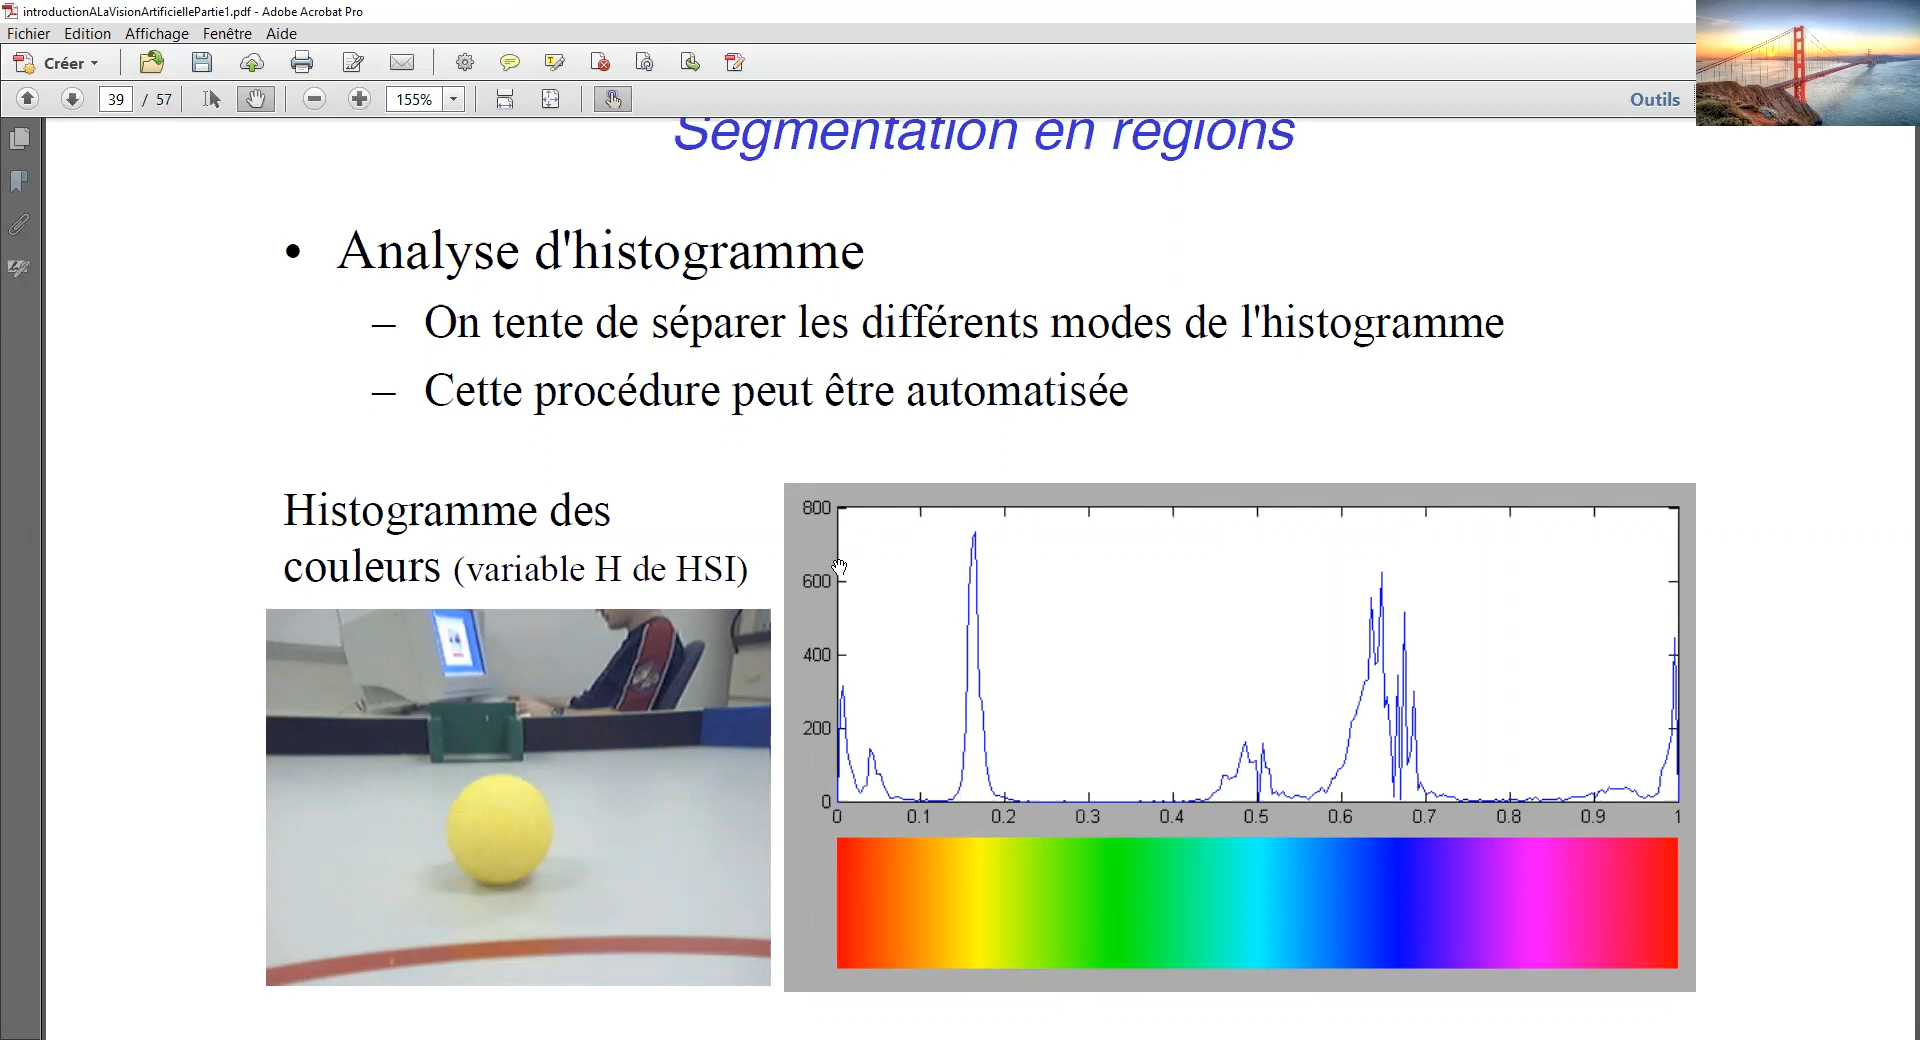 introductionALaVisionArtificiellePartie1.pdf - Adobe Acrobat Pro
Fichier Edition Affichage Fenêtre Aide
Créer
39 / 57 155% Outils
Segmentation en régions
• Analyse d'histogramme
– On tente de séparer les différents modes de l'histogramme
– Cette procédure peut être automatisée
Histogramme des
couleurs (variable H de HSI)
800
600
400
200
0
0 0.1 0.2 0.3 0.4 0.5 0.6 0.7 0.8 0.9 1